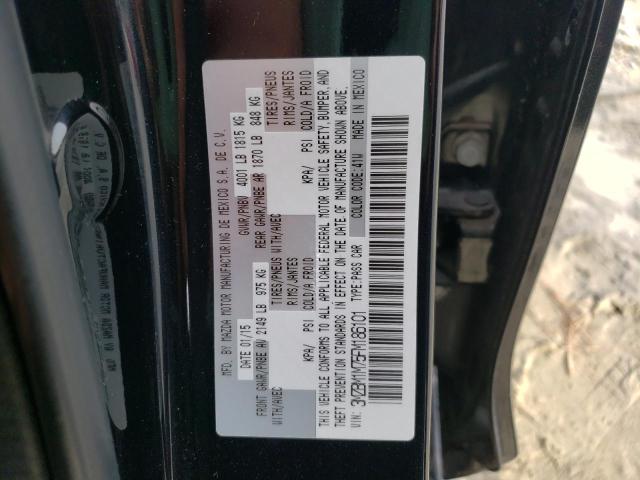 MFD. BY MAZDA MOTOR MANUFACTURING DE MEXICO S.A. DE C.V.
DATE 01/15 GVWR/PNBV 4001 LB 1815 KG
FRONT GAWR/PNBE AV 2149 LB 975 KG REAR GAWR/PNBE AR 1870 LB 848 KG
WITH/AVEC TIRES/PNEUS RIMS/JANTES WITH/AVEC TIRES/PNEUS RIMS/JANTES
KPA/ PSI COLD/A FROID KPA/ PSI COLD/A FROID
THIS VEHICLE CONFORMS TO ALL APPLICABLE FEDERAL MOTOR VEHICLE SAFETY, BUMPER, AND
THEFT PREVENTION STANDARDS IN EFFECT ON THE DATE OF MANUFACTURE SHOWN ABOVE.
VIN: 3MZBM1M75FM186101 TYPE:PASS CAR COLOR CODE:41W MADE IN MEXICO